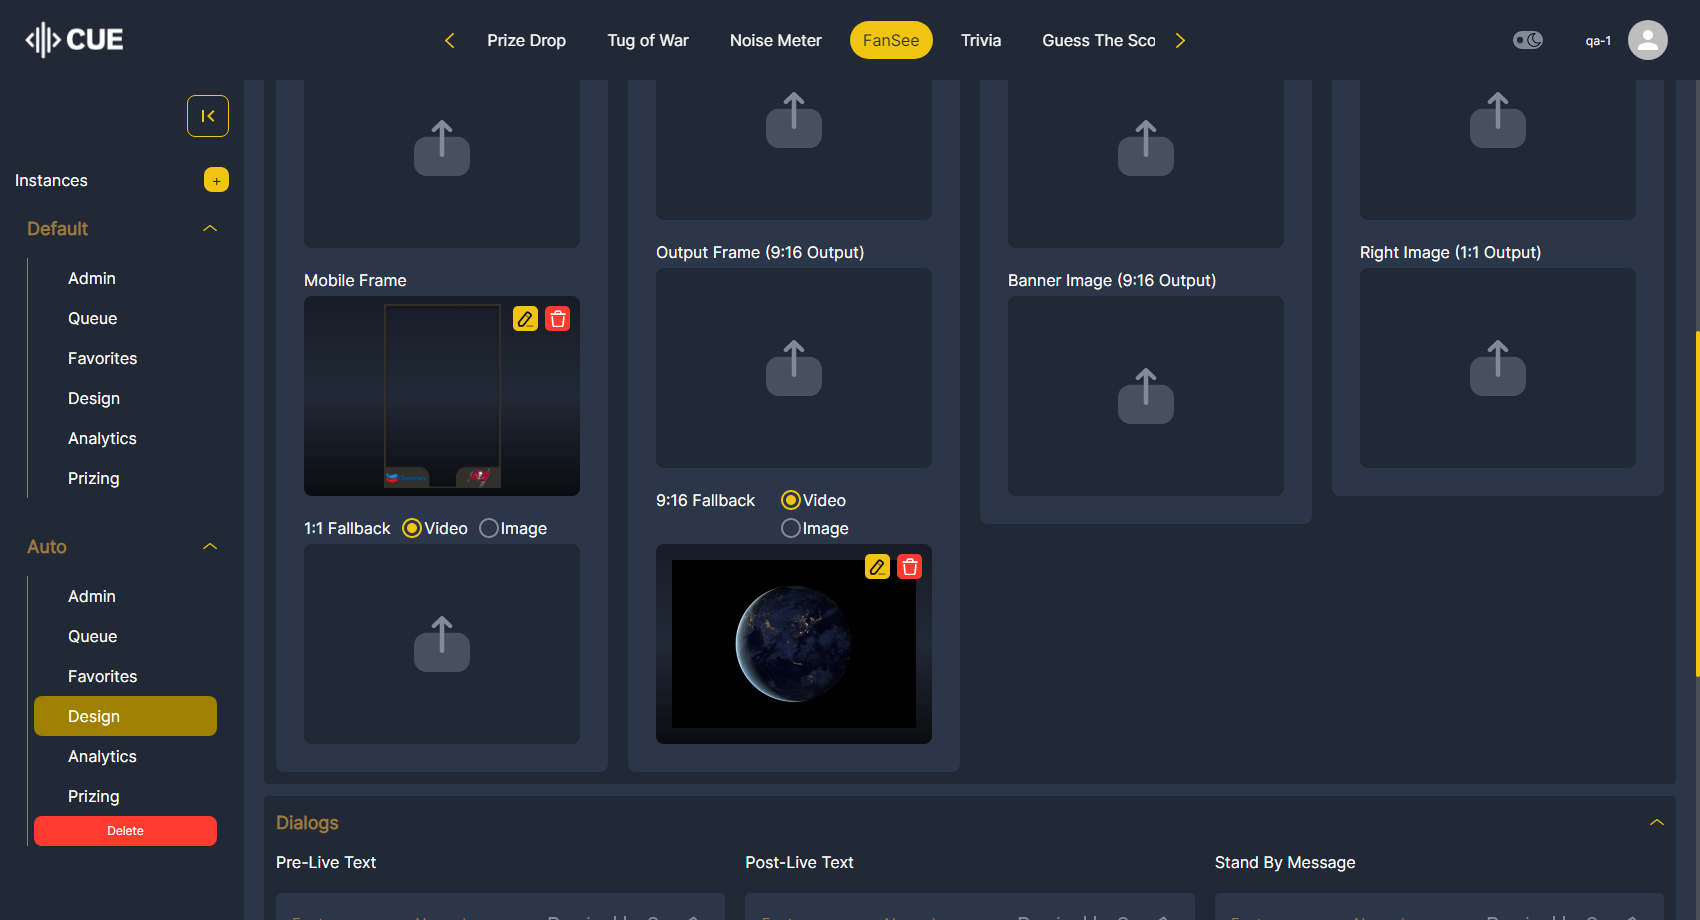 CUE
Prize Drop
Tug of War
Noise Meter
FanSee
Trivia
Guess The Sco
qa-1
Instances
+
Default
Admin
Queue
Favorites
Design
Analytics
Prizing
Auto
Admin
Queue
Favorites
Design
Analytics
Prizing
Delete
Mobile Frame
1:1 Fallback Video Image
Output Frame (9:16 Output)
9:16 Fallback Video
Image
Banner Image (9:16 Output)
Right Image (1:1 Output)
Dialogs
Pre-Live Text
Post-Live Text
Stand By Message